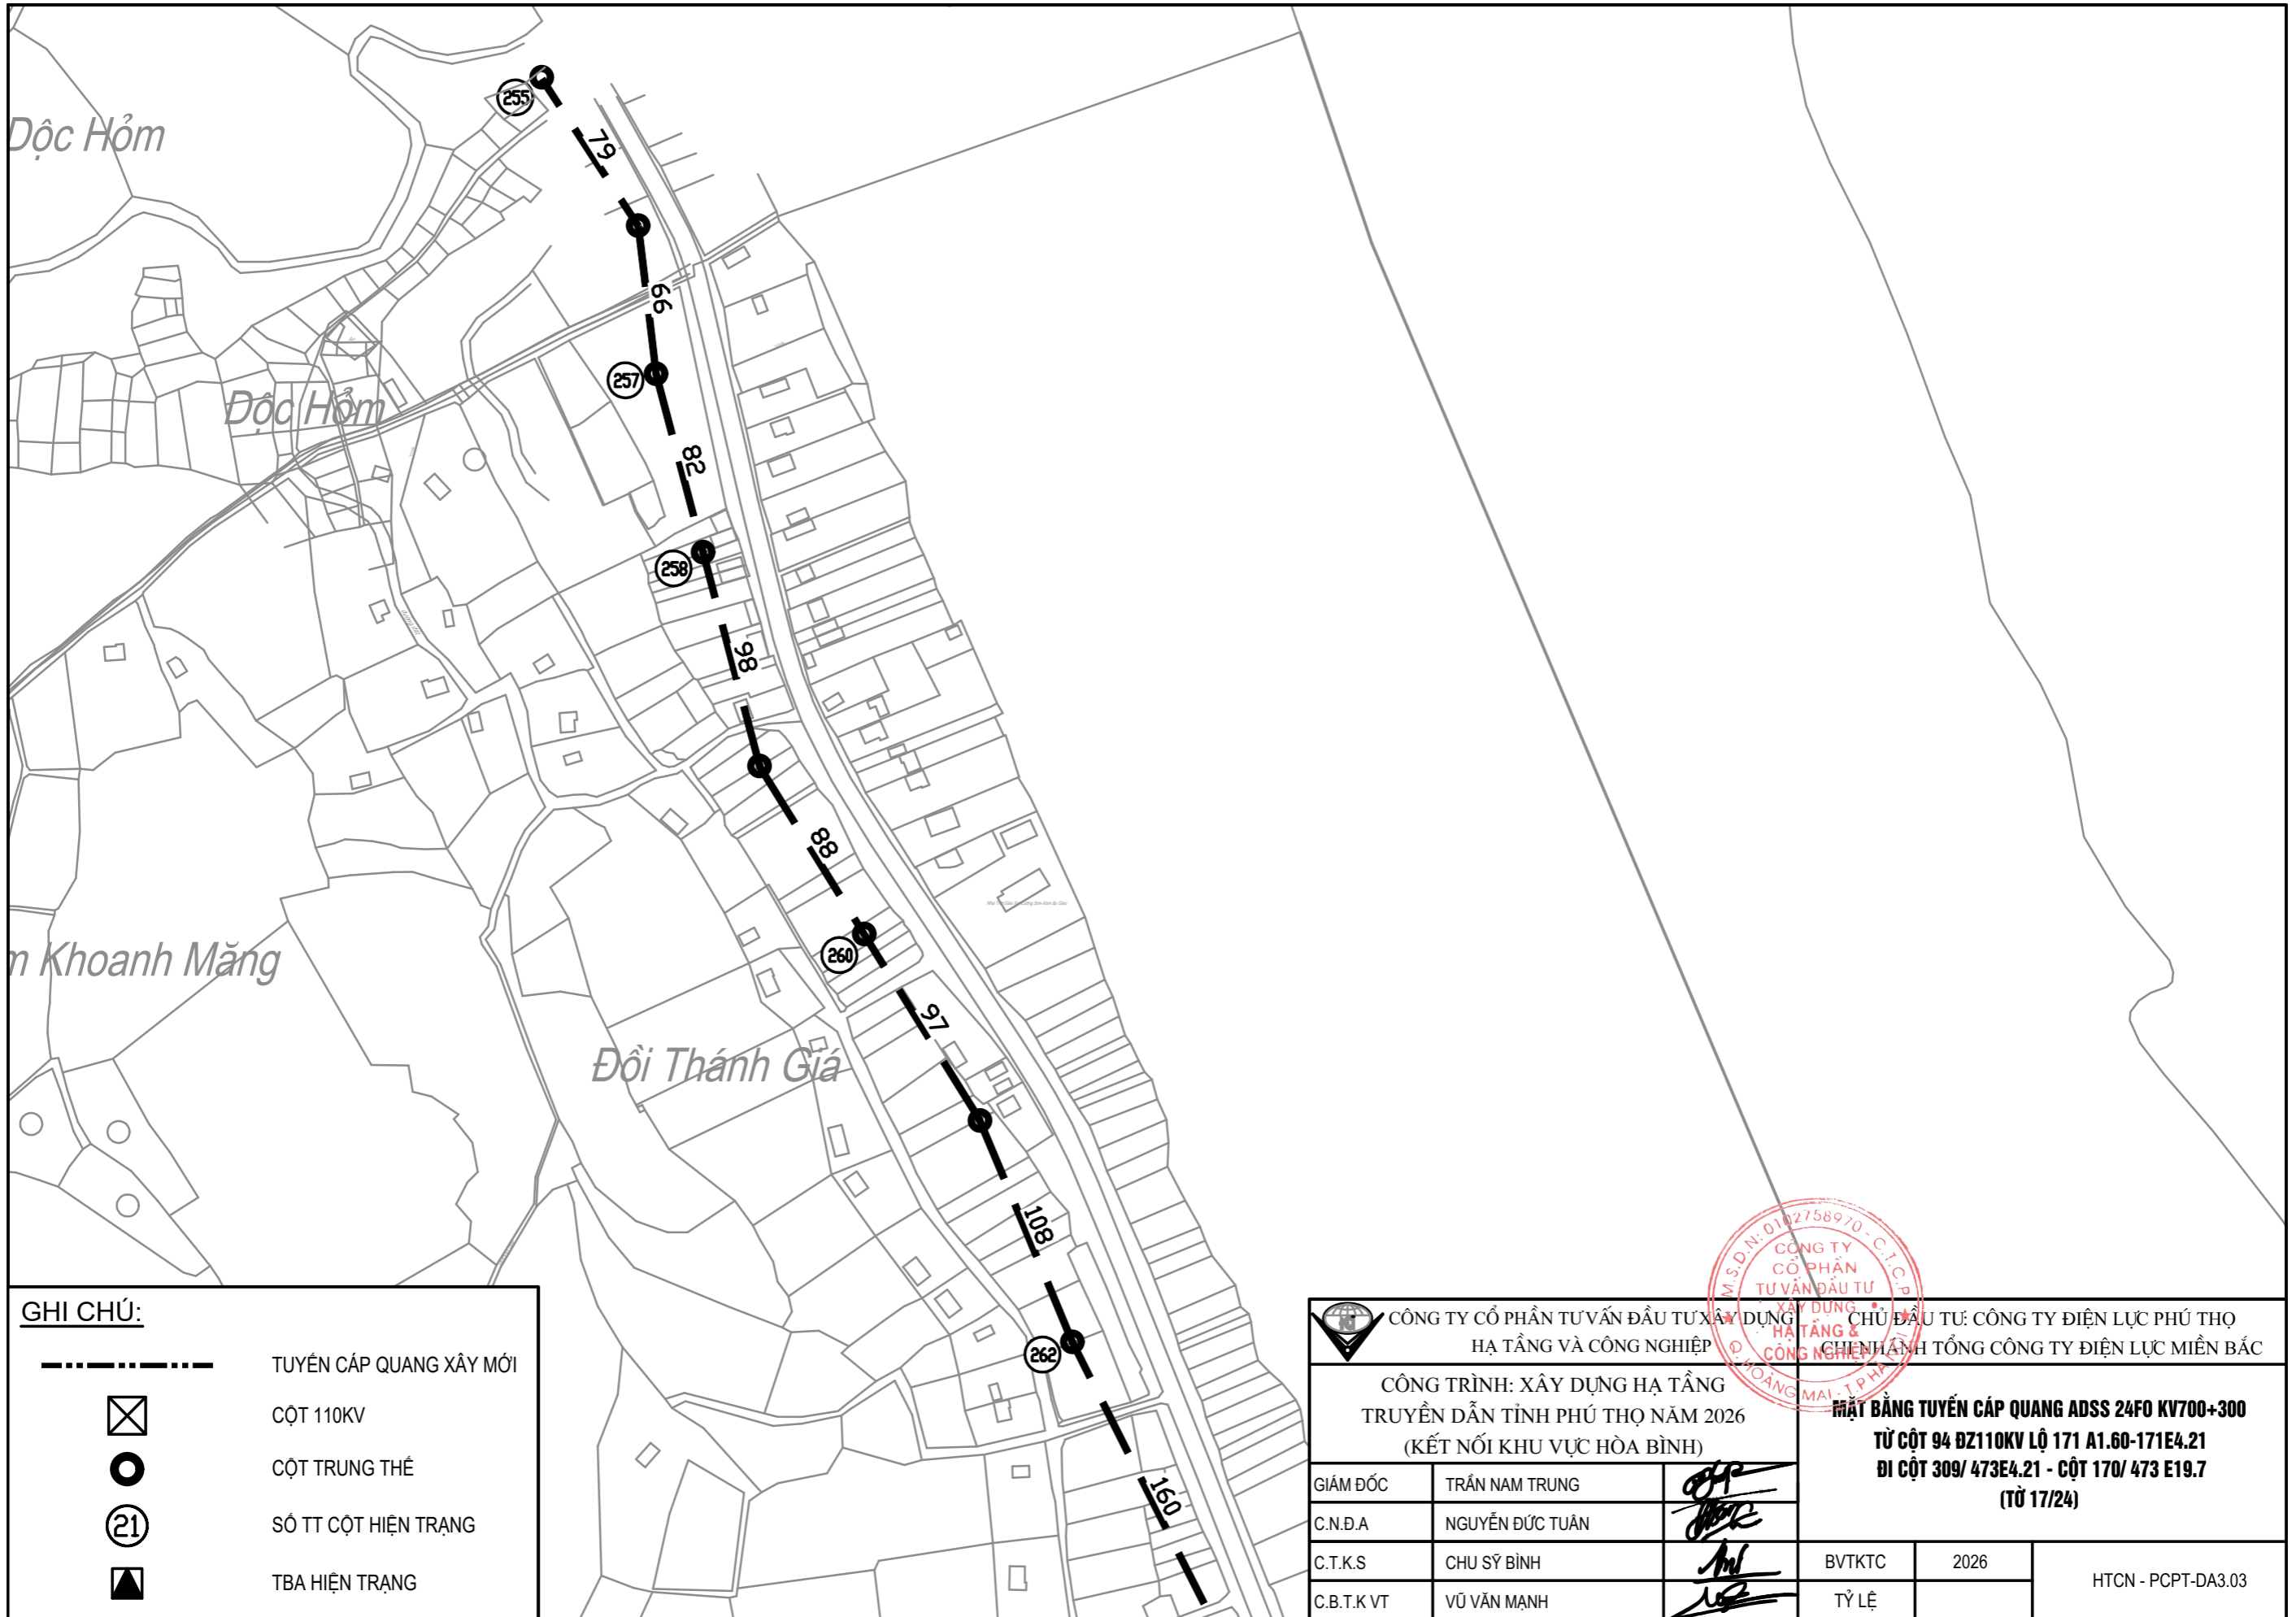 255
Dộc Hỏm
79
66
257
Dộc Hỏm
82
258
98
88
260
m Khoanh Măng
97
Đồi Thánh Giá
108
262
160
GHI CHÚ:
TUYẾN CÁP QUANG XÂY MỚI
CỘT 110KV
CỘT TRUNG THẾ
21
SỐ TT CỘT HIỆN TRẠNG
TBA HIỆN TRẠNG
M.S.D.N: 0102758970 - C.T.C.P
CÔNG TY
CỔ PHẦN
TƯ VẤN ĐẦU TƯ
XÂY DỰNG
HẠ TẦNG &
CÔNG NGHIỆP
Q. HOÀNG MAI - T.P HÀ NỘI
CÔNG TY CỔ PHẦN TƯ VẤN ĐẦU TƯ XÂY DỰNG
HẠ TẦNG VÀ CÔNG NGHIỆP
CHỦ ĐẦU TƯ: CÔNG TY ĐIỆN LỰC PHÚ THỌ
CHI NHÁNH TỔNG CÔNG TY ĐIỆN LỰC MIỀN BẮC
CÔNG TRÌNH: XÂY DỰNG HẠ TẦNG
TRUYỀN DẪN TỈNH PHÚ THỌ NĂM 2026
(KẾT NỐI KHU VỰC HÒA BÌNH)
MẶT BẰNG TUYẾN CÁP QUANG ADSS 24FO KV700+300
TỪ CỘT 94 ĐZ110KV LỘ 171 A1.60-171E4.21
ĐI CỘT 309/ 473E4.21 - CỘT 170/ 473 E19.7
(TỜ 17/24)
GIÁM ĐỐC TRẦN NAM TRUNG
C.N.Đ.A NGUYỄN ĐỨC TUÂN
C.T.K.S CHU SỸ BÌNH
C.B.T.K VT VŨ VĂN MẠNH
BVTKTC 2026
TỶ LỆ
HTCN - PCPT-DA3.03